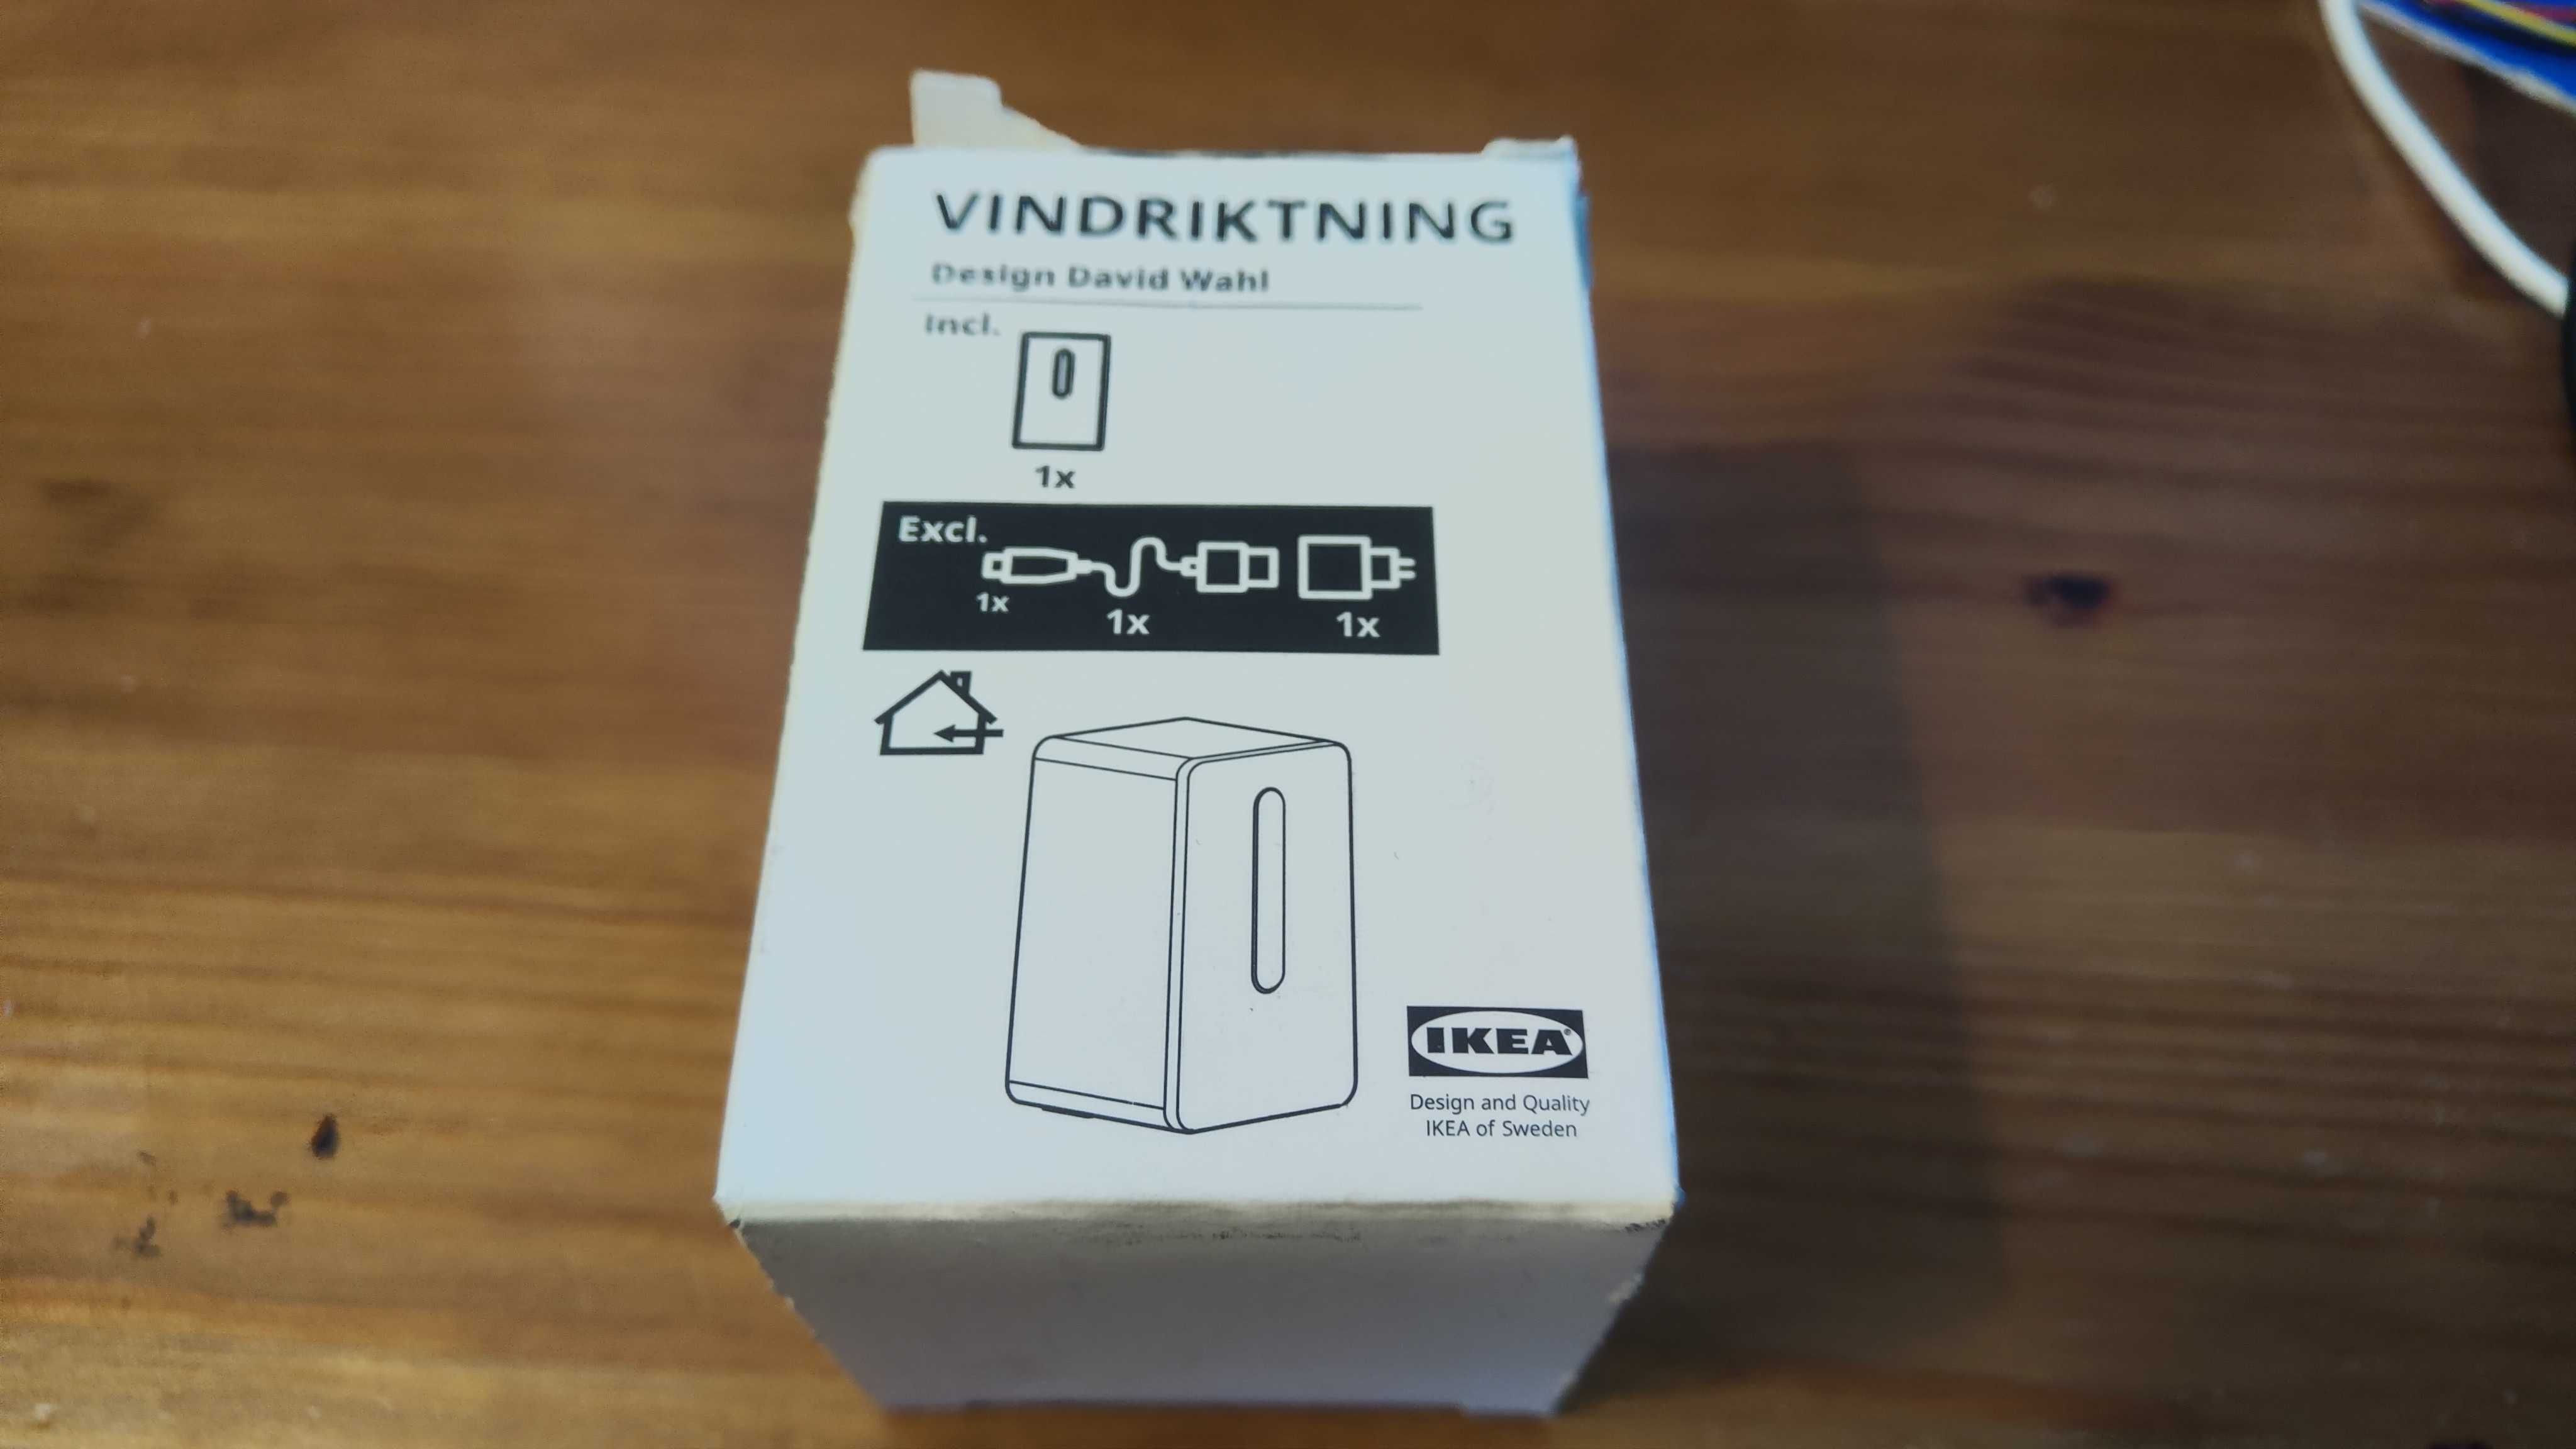 VINDRIKTNING
Design David Wahl
Incl.
1x
Excl.
1x
1x
1x
IKEA®
Design and Quality
IKEA of Sweden